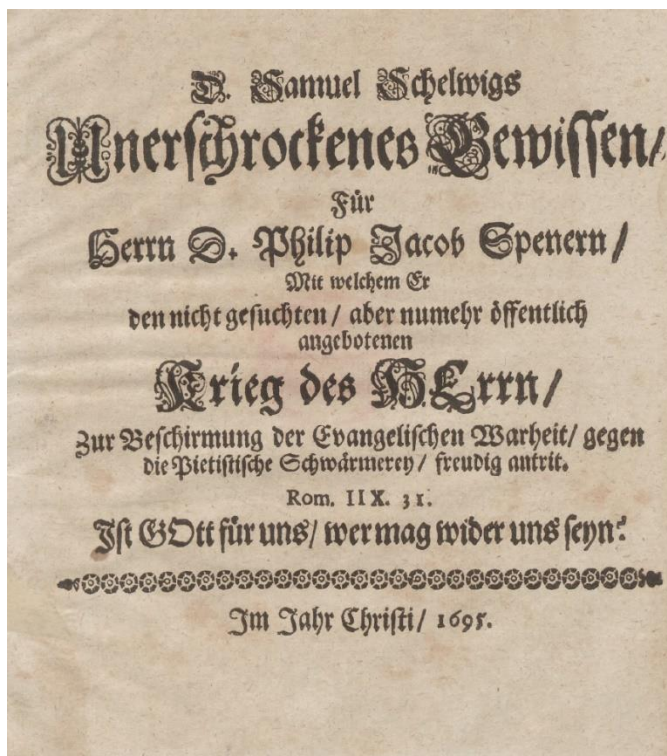 D. Samuel Schelwigs
Unerschrockenes Gewissen/
Für
Herrn D. Philip Jacob Spenern/
Mit welchem Er
den nicht gesuchten/ aber numehr öffentlich
angebotenen
Krieg des HErrn/
Zur Beschirmung der Evangelischen Warheit/ gegen
die Pietistische Schwärmerey/ freudig antrit.
Rom. IIX. 31.
Jst GOtt für uns/ wer mag wider uns seyn?
Jm Jahr Christi/ 1695.